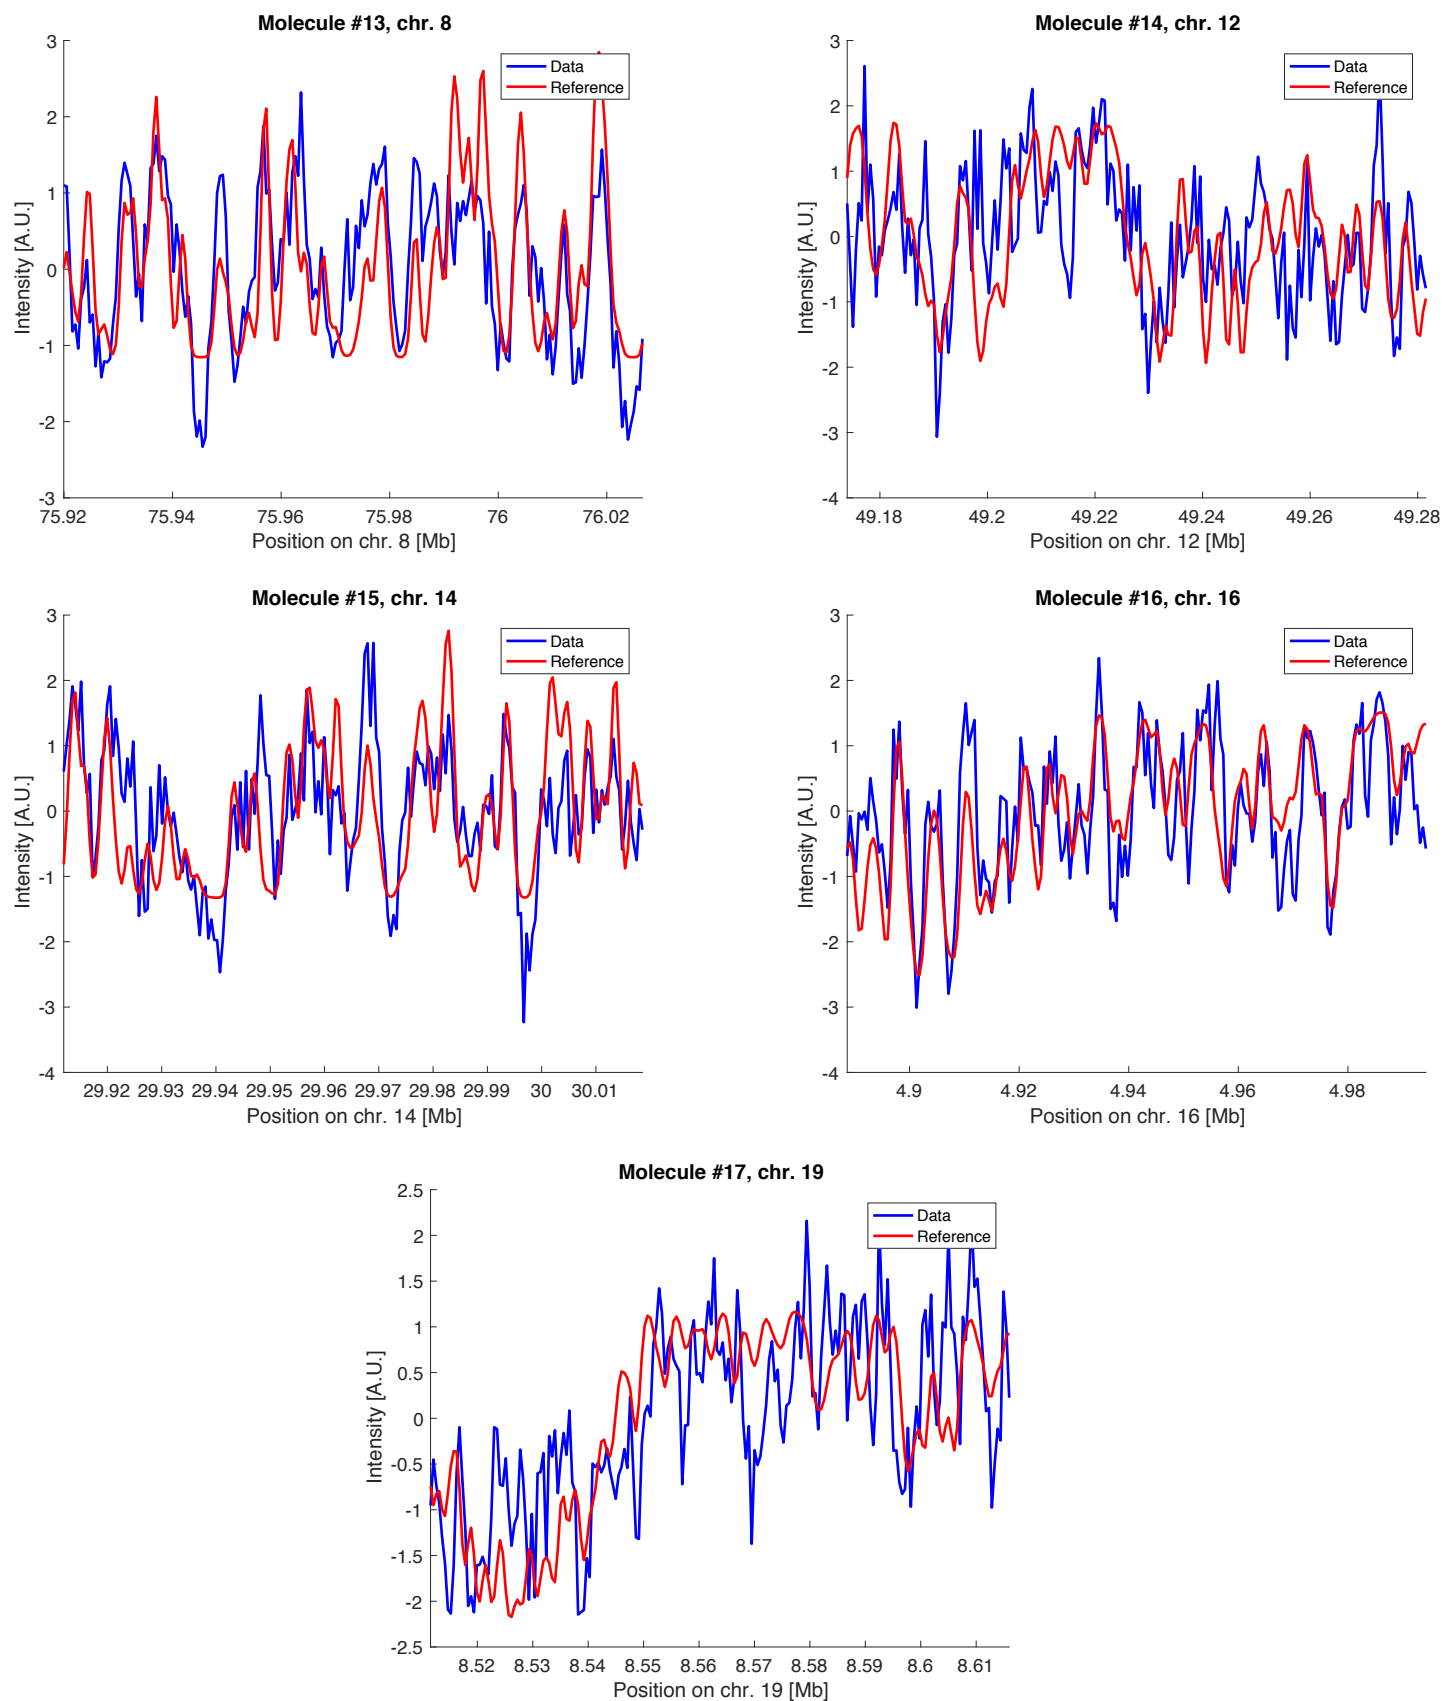 Molecule #13, chr. 8
3
2
1
0
-1
-2
-3
Intensity [A.U.]
Data
Reference
75.92 75.94 75.96 75.98 76 76.02
Position on chr. 8 [Mb]
Molecule #14, chr. 12
3
2
1
0
-1
-2
-3
-4
Intensity [A.U.]
Data
Reference
49.18 49.2 49.22 49.24 49.26 49.28
Position on chr. 12 [Mb]
Molecule #15, chr. 14
3
2
1
0
-1
-2
-3
-4
Intensity [A.U.]
Data
Reference
29.92 29.93 29.94 29.95 29.96 29.97 29.98 29.99 30 30.01
Position on chr. 14 [Mb]
Molecule #16, chr. 16
3
2
1
0
-1
-2
-3
-4
Intensity [A.U.]
Data
Reference
4.9 4.92 4.94 4.96 4.98
Position on chr. 16 [Mb]
Molecule #17, chr. 19
2.5
2
1.5
1
0.5
0
-0.5
-1
-1.5
-2
-2.5
Intensity [A.U.]
Data
Reference
8.52 8.53 8.54 8.55 8.56 8.57 8.58 8.59 8.6 8.61
Position on chr. 19 [Mb]